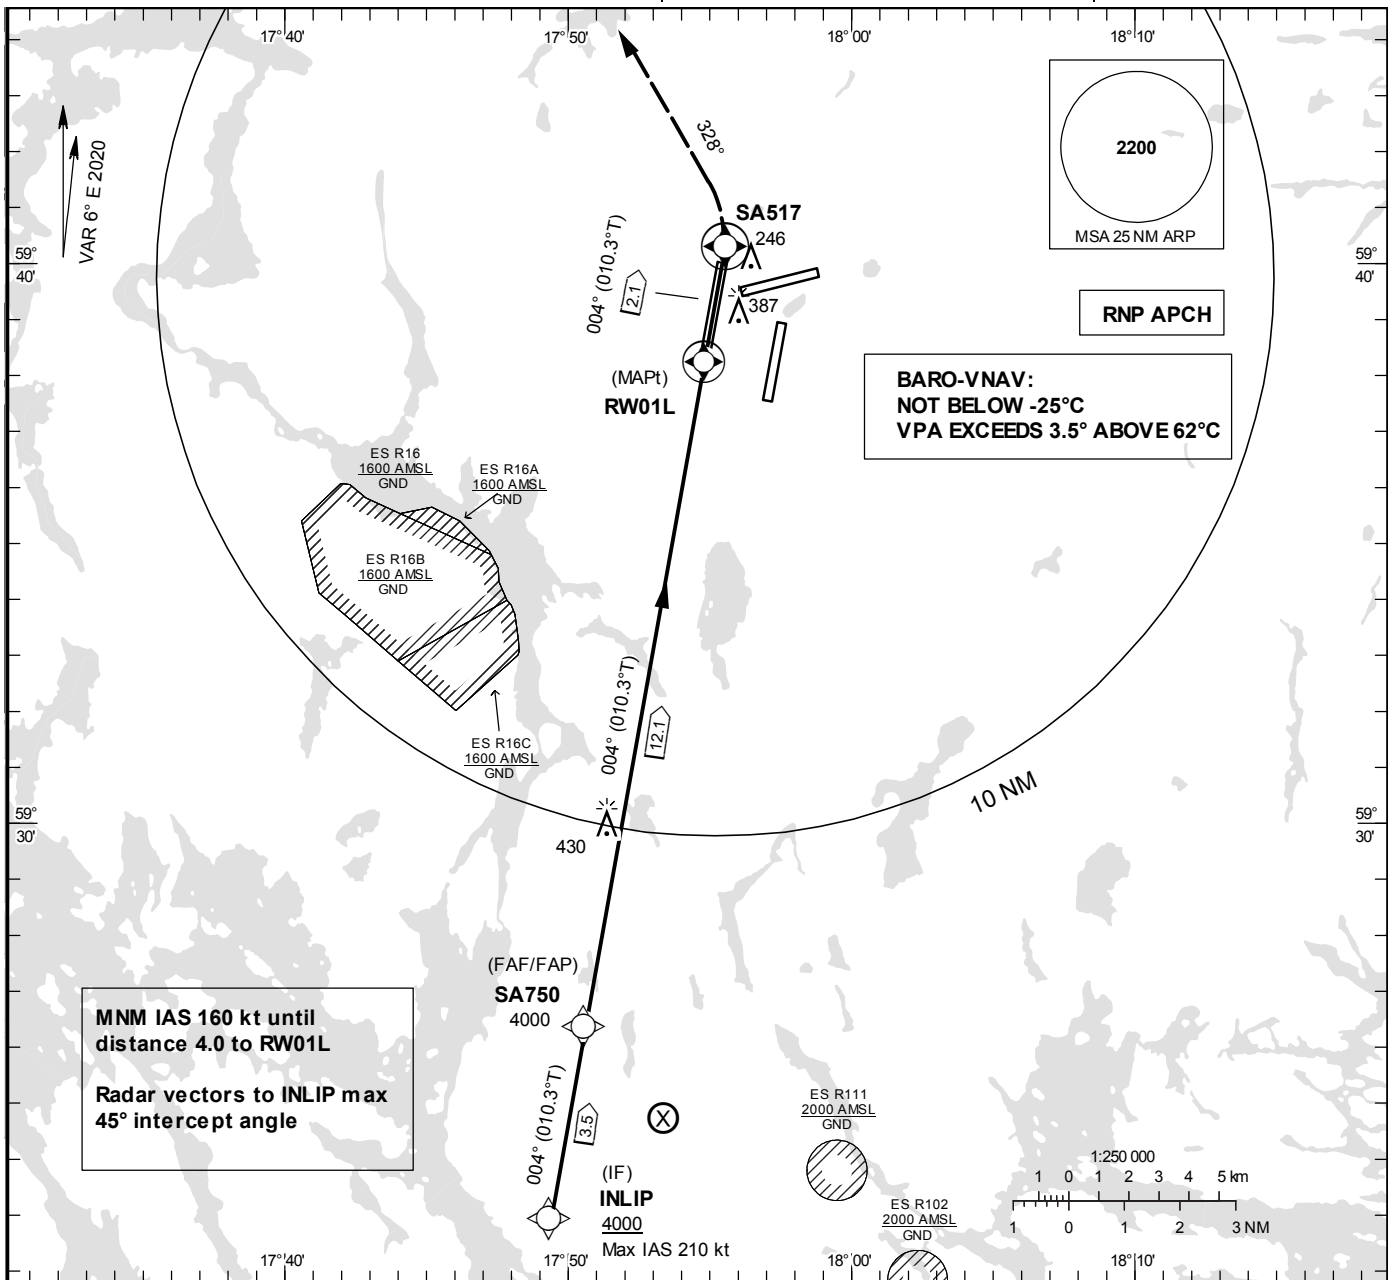 17°40'
17°50'
18°00'
18°10'
VAR 6° E 2020
328°
2200
MSA 25 NM ARP
SA517
246
59°
40'
59°
40'
004° (010.3°T)
2.1
387
RNP APCH
(MAPt)
RW01L
BARO-VNAV:
NOT BELOW -25°C
VPA EXCEEDS 3.5° ABOVE 62°C
ES R16
1600 AMSL
GND
ES R16A
1600 AMSL
GND
ES R16B
1600 AMSL
GND
004° (010.3°T)
12.1
ES R16C
1600 AMSL
GND
10 NM
59°
30'
59°
30'
430
(FAF/FAP)
SA750
4000
MNM IAS 160 kt until
distance 4.0 to RW01L
Radar vectors to INLIP max
45° intercept angle
004° (010.3°T)
3.5
X
ES R111
2000 AMSL
GND
(IF)
INLIP
4000
Max IAS 210 kt
1:250 000
1 0 1 2 3 4 5 km
1 0 1 2 3 NM
ES R102
2000 AMSL
GND
17°40'
17°50'
18°00'
18°10'